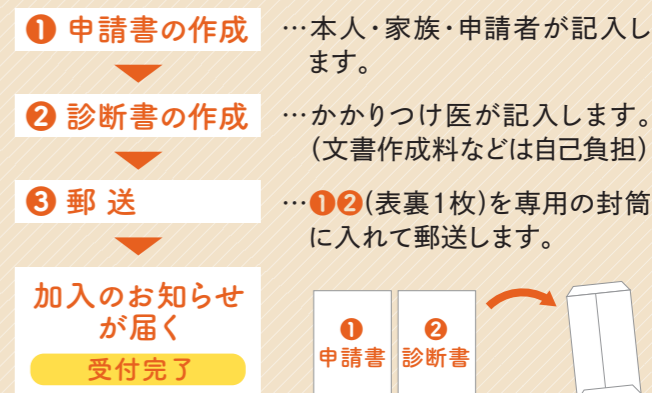 ❶ 申請書の作成
…本人・家族・申請者が記入し
ます。
❷ 診断書の作成
…かかりつけ医が記入します。
(文書作成料などは自己負担)
❸ 郵 送
…❶❷(表裏1枚)を専用の封筒
に入れて郵送します。
加入のお知らせ
が届く
受付完了
❶
申請書
❷
診断書